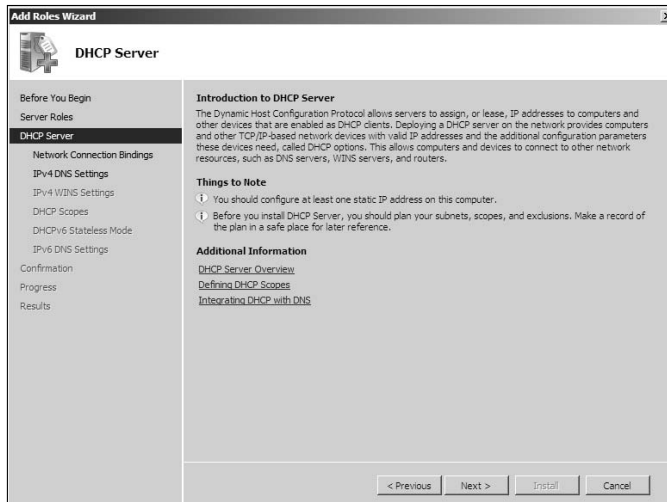 Add Roles Wizard
DHCP Server
Before You Begin
Server Roles
DHCP Server
Network Connection Bindings
IPv4 DNS Settings
IPv4 WINS Settings
DHCP Scopes
DHCPv6 Stateless Mode
IPv6 DNS Settings
Confirmation
Progress
Results
Introduction to DHCP Server
The Dynamic Host Configuration Protocol allows servers to assign, or lease, IP addresses to computers and
other devices that are enabled as DHCP clients. Deploying a DHCP server on the network provides computers
and other TCP/IP-based network devices with valid IP addresses and the additional configuration parameters
these devices need, called DHCP options. This allows computers and devices to connect to other network
resources, such as DNS servers, WINS servers, and routers.
Things to Note
You should configure at least one static IP address on this computer.
Before you install DHCP Server, you should plan your subnets, scopes, and exclusions. Make a record of
the plan in a safe place for later reference.
Additional Information
DHCP Server Overview
Defining DHCP Scopes
Integrating DHCP with DNS
< Previous
Next >
Install
Cancel